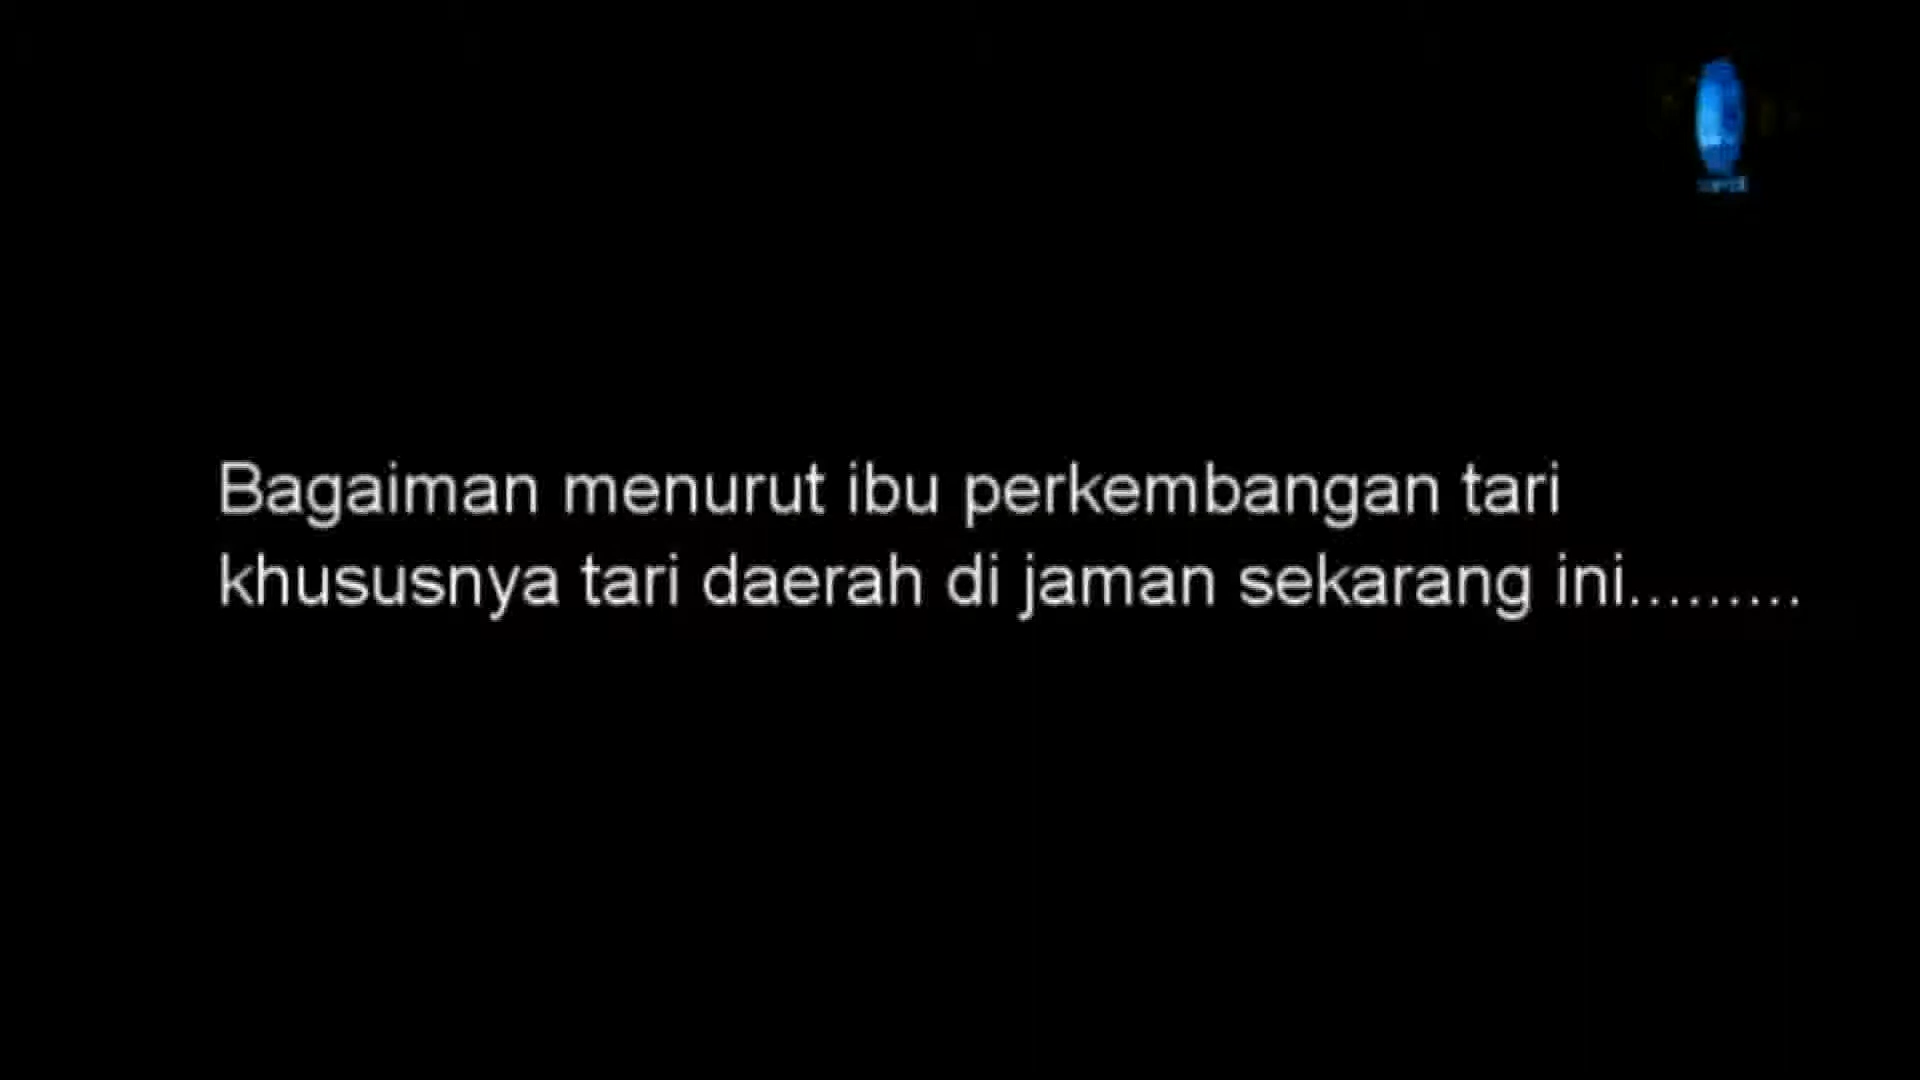 Bagaiman menurut ibu perkembangan tari
khususnya tari daerah di jaman sekarang ini.........